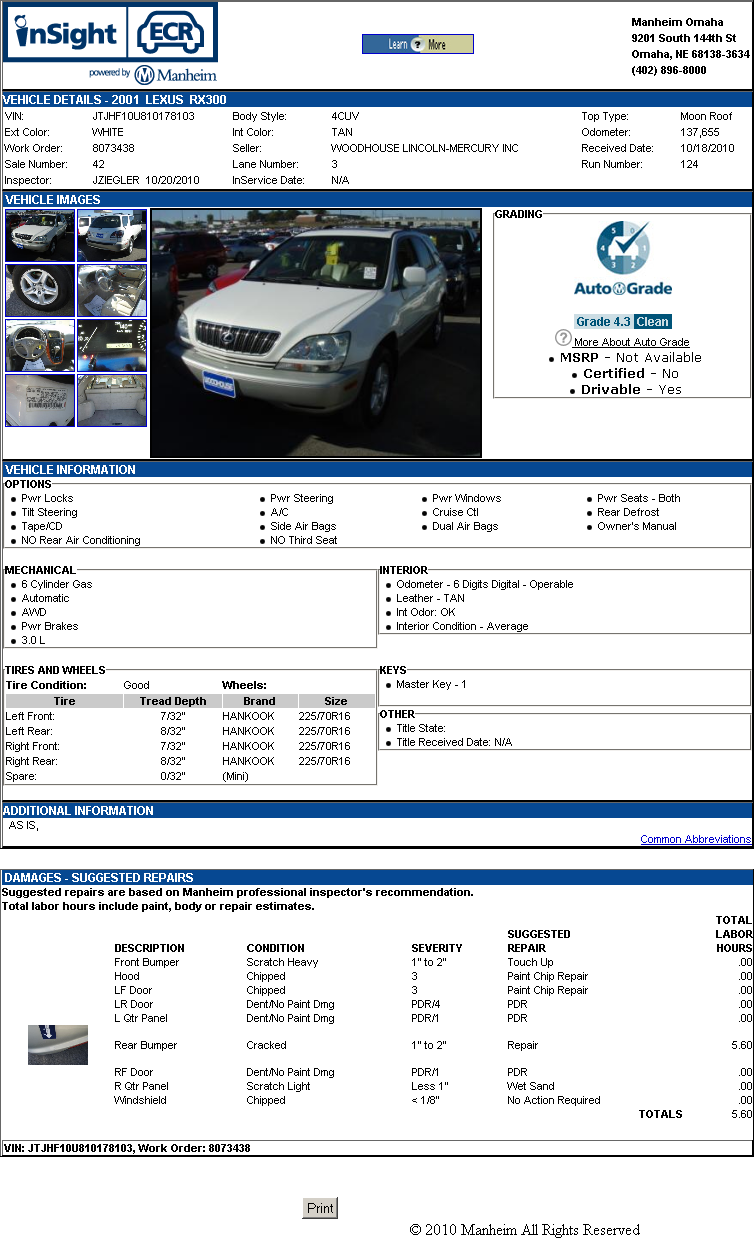 inSight ECR
powered by Manheim
Learn ? More
Manheim Omaha
9201 South 144th St
Omaha, NE 68138-3634
(402) 896-8000
VEHICLE DETAILS - 2001 LEXUS RX300
VIN: JTJHF10U810178103 Body Style: 4CUV Top Type: Moon Roof
Ext Color: WHITE Int Color: TAN Odometer: 137,655
Work Order: 8073438 Seller: WOODHOUSE LINCOLN-MERCURY INC Received Date: 10/18/2010
Sale Number: 42 Lane Number: 3 Run Number: 124
Inspector: JZIEGLER 10/20/2010 InService Date: N/A
VEHICLE IMAGES
WOODHOUSE
GRADING
5 0 4 3 2
AutoGrade
Grade 4.3 Clean
? More About Auto Grade
• MSRP - Not Available
• Certified - No
• Drivable - Yes
VEHICLE INFORMATION
OPTIONS
• Pwr Locks • Pwr Steering • Pwr Windows • Pwr Seats - Both
• Tilt Steering • A/C • Cruise Ctl • Rear Defrost
• Tape/CD • Side Air Bags • Dual Air Bags • Owner's Manual
• NO Rear Air Conditioning • NO Third Seat
MECHANICAL
• 6 Cylinder Gas
• Automatic
• AWD
• Pwr Brakes
• 3.0 L
INTERIOR
• Odometer - 6 Digits Digital - Operable
• Leather - TAN
• Int Odor: OK
• Interior Condition - Average
TIRES AND WHEELS
Tire Condition: Good Wheels:
Tire Tread Depth Brand Size
Left Front: 7/32" HANKOOK 225/70R16
Left Rear: 8/32" HANKOOK 225/70R16
Right Front: 7/32" HANKOOK 225/70R16
Right Rear: 8/32" HANKOOK 225/70R16
Spare: 0/32" (Mini)
KEYS
• Master Key - 1
OTHER
• Title State:
• Title Received Date: N/A
ADDITIONAL INFORMATION
AS IS,
Common Abbreviations
DAMAGES - SUGGESTED REPAIRS
Suggested repairs are based on Manheim professional inspector's recommendation.
Total labor hours include paint, body or repair estimates.
DESCRIPTION CONDITION SEVERITY SUGGESTED REPAIR TOTAL LABOR HOURS
Front Bumper Scratch Heavy 1" to 2" Touch Up .00
Hood Chipped 3 Paint Chip Repair .00
LF Door Chipped 3 Paint Chip Repair .00
LR Door Dent/No Paint Dmg PDR/4 PDR .00
L Qtr Panel Dent/No Paint Dmg PDR/1 PDR .00
Rear Bumper Cracked 1" to 2" Repair 5.60
RF Door Dent/No Paint Dmg PDR/1 PDR .00
R Qtr Panel Scratch Light Less 1" Wet Sand .00
Windshield Chipped < 1/8" No Action Required .00
TOTALS 5.60
VIN: JTJHF10U810178103, Work Order: 8073438
Print
© 2010 Manheim All Rights Reserved